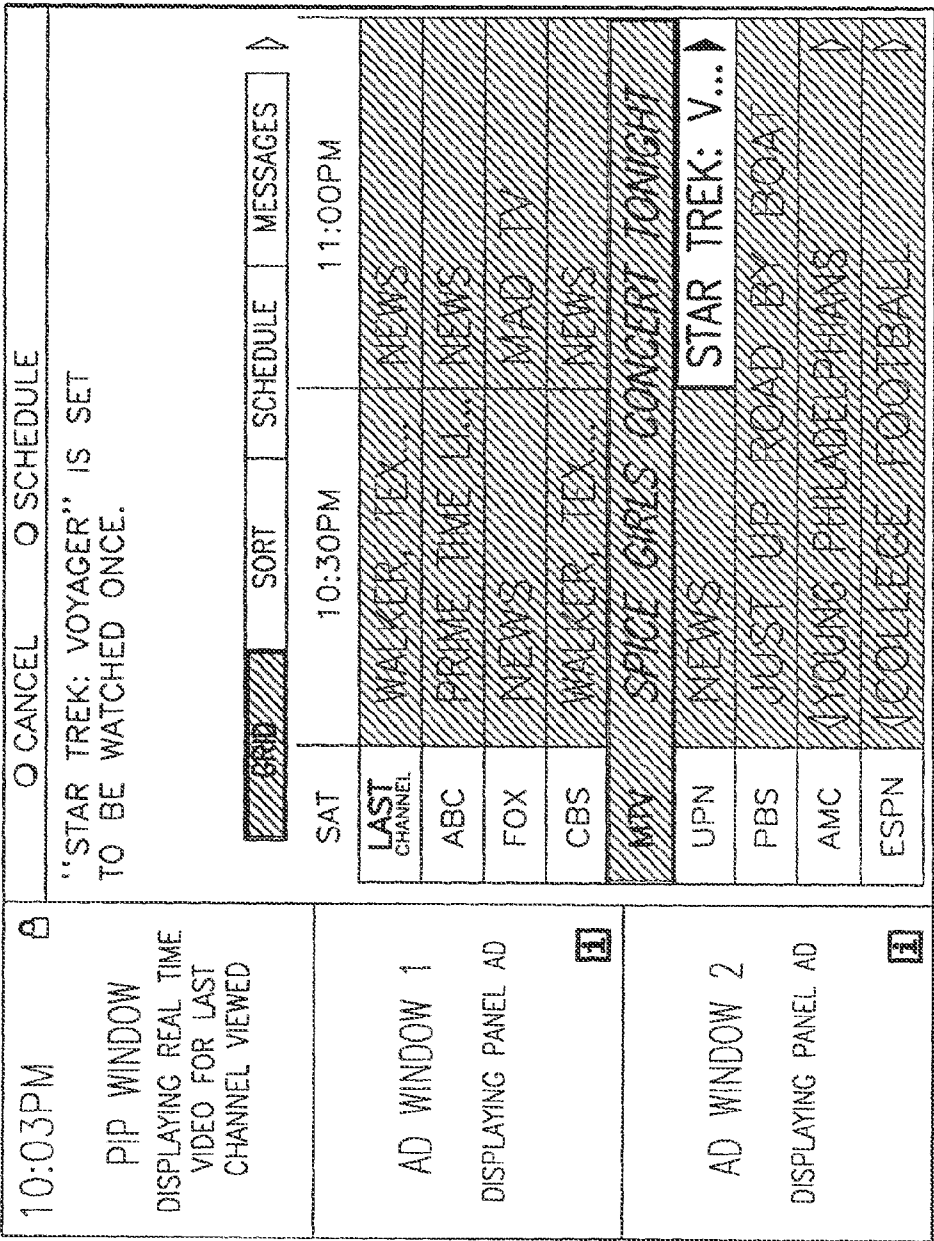 10:03PM
PIP WINDOW
DISPLAYING REAL TIME
VIDEO FOR LAST
CHANNEL VIEWED
AD WINDOW 1
DISPLAYING PANEL AD
i
AD WINDOW 2
DISPLAYING PANEL AD
i
O CANCEL O SCHEDULE
"STAR TREK: VOYAGER" IS SET
TO BE WATCHED ONCE.
GRID SORT SCHEDULE MESSAGES
SAT 10:30PM 11:00PM
LAST CHANNEL WALKER, TEX... NEWS
ABC PRIME TIME LI... NEWS
FOX NEWS MAD TV
CBS WALKER, TEX... NEWS
MTV SPICE GIRLS CONCERT TONIGHT
UPN NEWS STAR TREK: V...
PBS JUST UP ROAD BY BOAT
AMC YOUNG PHILADELPHIANS
ESPN COLLEGE FOOTBALL